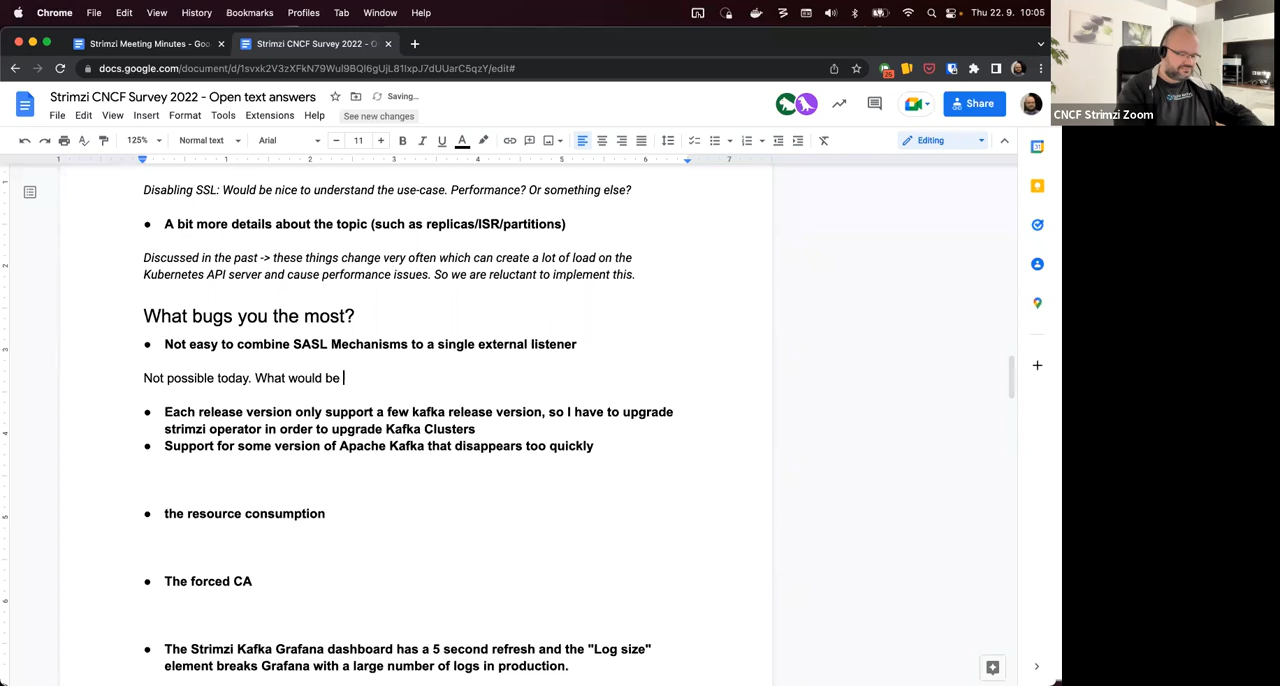 Chrome File Edit View History Bookmarks Profiles Tab Window Help Thu 22. 9. 10:05
Strimzi Meeting Minutes - Goo Strimzi CNCF Survey 2022 - O
docs.google.com/document/d/1svxk2V3zXFkN79Wul9BQI6gUjL81lxpJ7dUUarC5qzY/edit#
26
Strimzi CNCF Survey 2022 - Open text answers Saving...
File Edit View Insert Format Tools Extensions Help See new changes
Share
CNCF Strimzi Zoom
125% Normal text Arial 11 Editing
1 1 2 3 4 5 6 7
Disabling SSL: Would be nice to understand the use-case. Performance? Or something else?
● A bit more details about the topic (such as replicas/ISR/partitions)
Discussed in the past -> these things change very often which can create a lot of load on the
Kubernetes API server and cause performance issues. So we are reluctant to implement this.
What bugs you the most?
● Not easy to combine SASL Mechanisms to a single external listener
Not possible today. What would be
● Each release version only support a few kafka release version, so I have to upgrade
strimzi operator in order to upgrade Kafka Clusters
● Support for some version of Apache Kafka that disappears too quickly
● the resource consumption
● The forced CA
● The Strimzi Kafka Grafana dashboard has a 5 second refresh and the "Log size"
element breaks Grafana with a large number of logs in production.